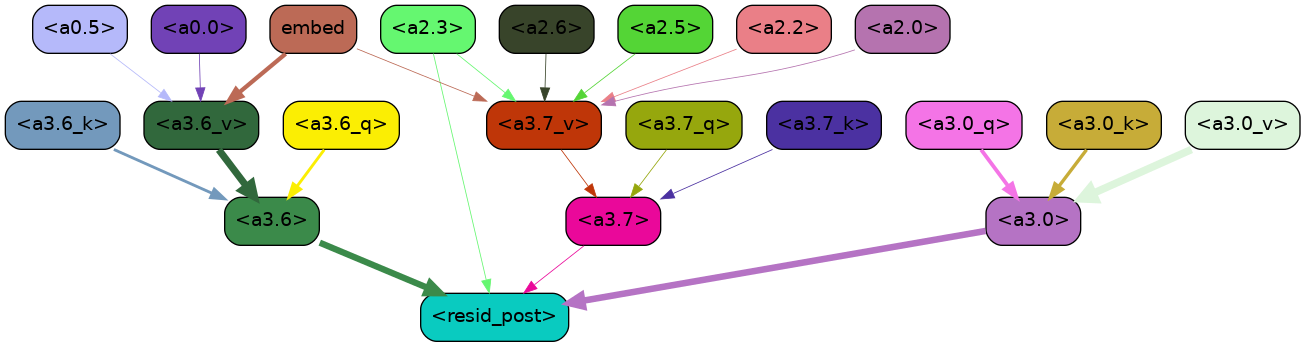 <a0.5> <a0.0> embed <a2.3> <a2.6> <a2.5> <a2.2> <a2.0>
<a3.6_k> <a3.6_v> <a3.6_q> <a3.7_v> <a3.7_q> <a3.7_k> <a3.0_q> <a3.0_k> <a3.0_v>
<a3.6> <a3.7> <a3.0>
<resid_post>